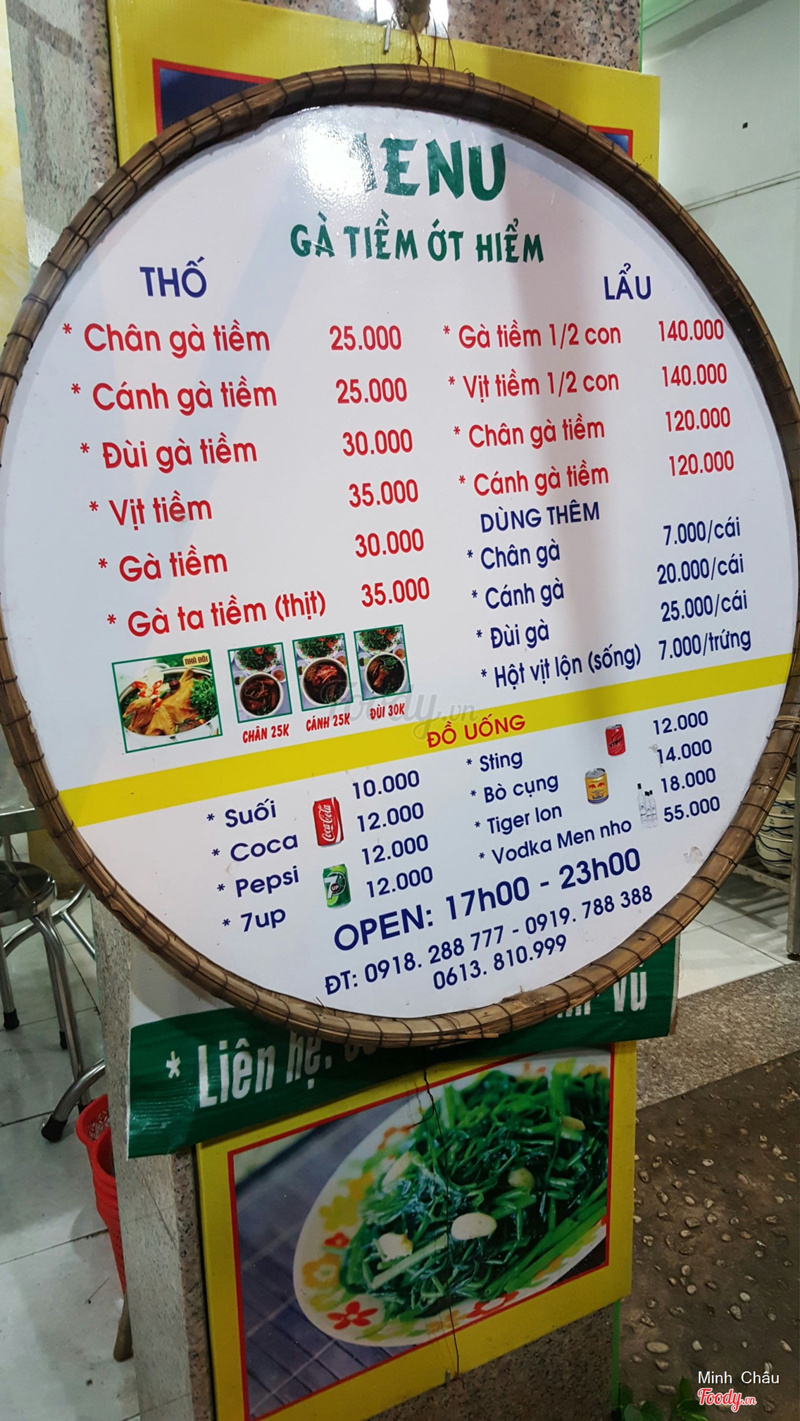 MENU
GÀ TIỀM ỚT HIỂM
THỐ
* Chân gà tiềm 25.000
* Cánh gà tiềm 25.000
* Đùi gà tiềm 30.000
* Vịt tiềm 35.000
* Gà tiềm 30.000
* Gà ta tiềm (thịt) 35.000
CHÂN 25K CÁNH 25K ĐÙI 30K
LẨU
* Gà tiềm 1/2 con 140.000
* Vịt tiềm 1/2 con 140.000
* Chân gà tiềm 120.000
* Cánh gà tiềm 120.000
DÙNG THÊM
* Chân gà 7.000/cái
* Cánh gà 20.000/cái
* Đùi gà 25.000/cái
* Hột vịt lộn (sống) 7.000/trứng
Foody.vn
ĐỒ UỐNG
* Suối 10.000
* Coca 12.000
* Pepsi 12.000
* 7up 12.000
Coca-Cola
7
* Sting 12.000
* Bò cụng 14.000
* Tiger lon 18.000
* Vodka Men nho 55.000
OPEN: 17h00 - 23h00
ĐT: 0918. 288 777 - 0919. 788 388
0613. 810.999
* Liên hệ:
VŨ
Minh Châu
Foody.vn